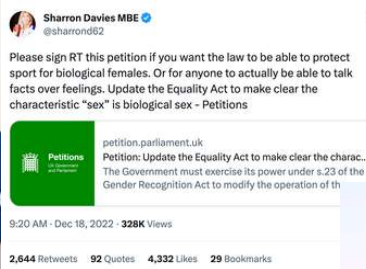 Sharron Davies MBE
@sharrond62
Please sign RT this petition if you want the law to be able to protect
sport for biological females. Or for anyone to actually be able to talk
facts over feelings. Update the Equality Act to make clear the
characteristic “sex” is biological sex - Petitions
Petitions
UK Government
and Parliament
petition.parliament.uk
Petition: Update the Equality Act to make clear the charac..
The Government must exercise its power under s.23 of the
Gender Recognition Act to modify the operation of th
9:20 AM · Dec 18, 2022 · 328K Views
2,644 Retweets 92 Quotes 4,332 Likes 29 Bookmarks